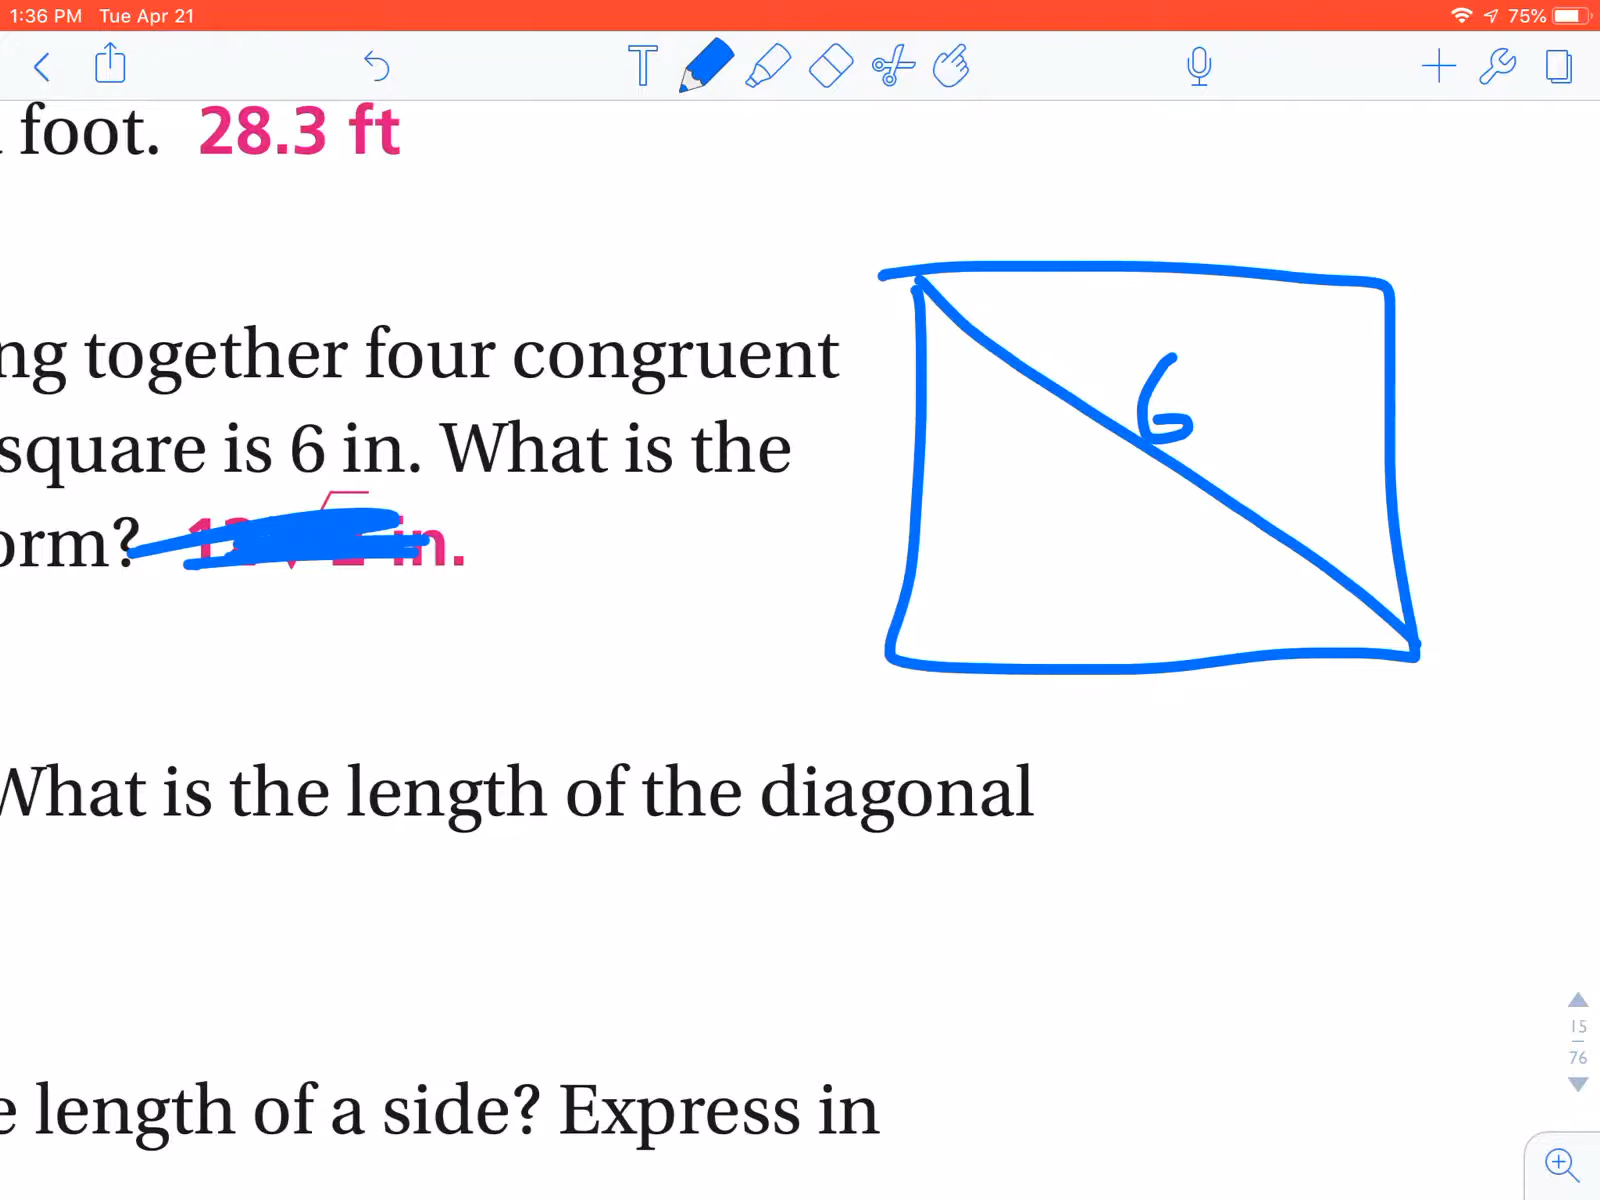 1:36 PM Tue Apr 21
75%
T
foot. 28.3 ft
ng together four congruent
square is 6 in. What is the
orm? in.
6
What is the length of the diagonal
15
76
e length of a side? Express in